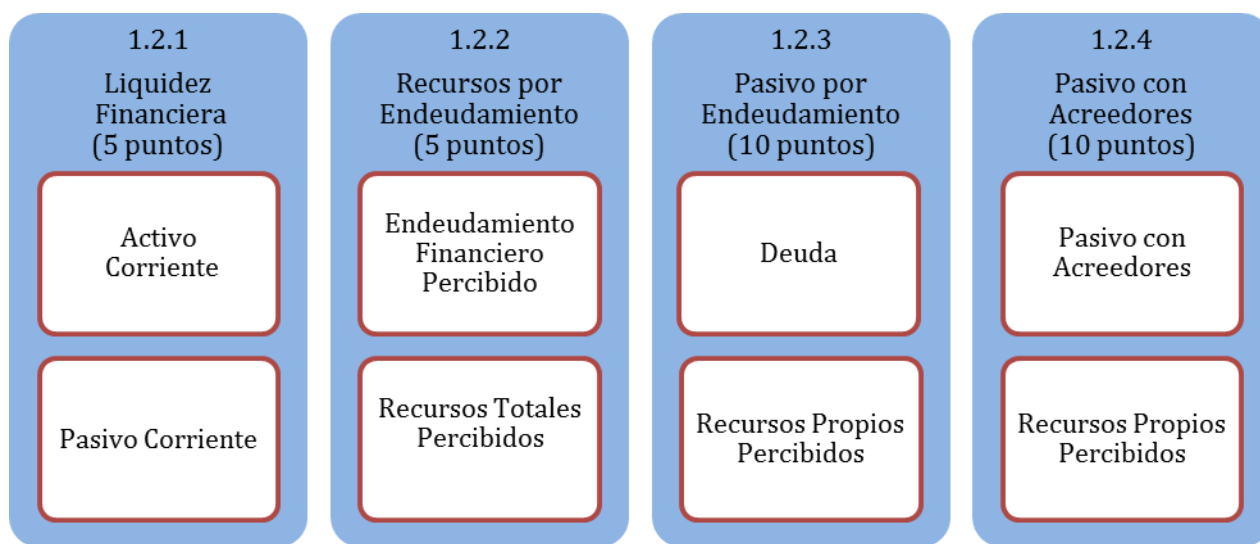 1.2.1
Liquidez
Financiera
(5 puntos)
Activo
Corriente
Pasivo Corriente
1.2.2
Recursos por
Endeudamiento
(5 puntos)
Endeudamiento
Financiero
Percibido
Recursos Totales
Percibidos
1.2.3
Pasivo por
Endeudamiento
(10 puntos)
Deuda
Recursos Propios
Percibidos
1.2.4
Pasivo con
Acreedores
(10 puntos)
Pasivo con
Acreedores
Recursos Propios
Percibidos